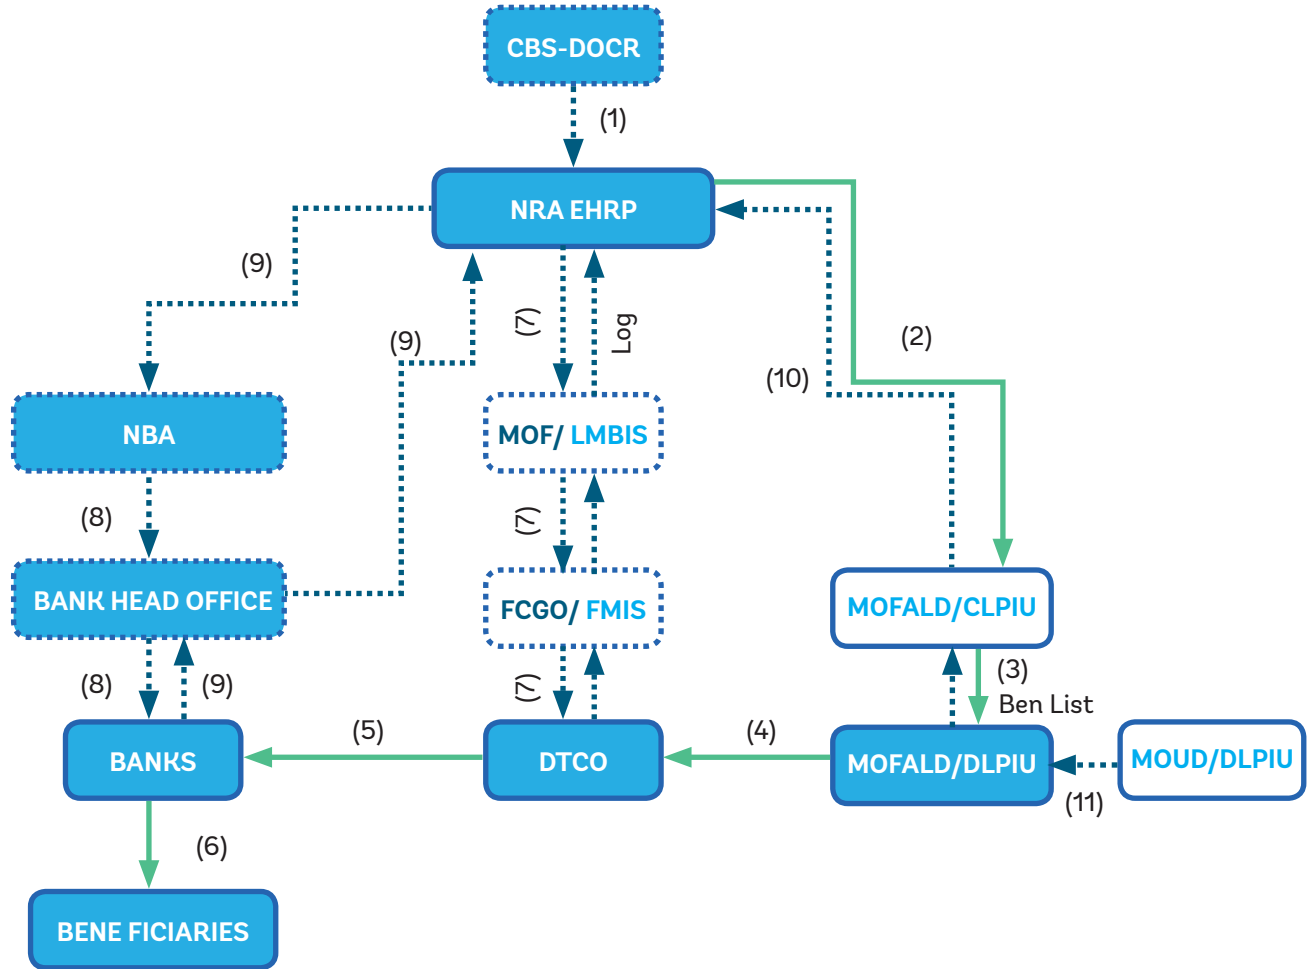 CBS-DOCR
(1)
NRA EHRP
(9)
(7)
Log
(9)
(2)
(10)
NBA
MOF/ LMBIS
(8)
(7)
BANK HEAD OFFICE
FCGO/ FMIS
MOFALD/CLPIU
(8)
(9)
(7)
(3)
Ben List
BANKS
(5)
DTCO
(4)
MOFALD/DLPIU
MOUD/DLPIU
(11)
(6)
BENE FICIARIES